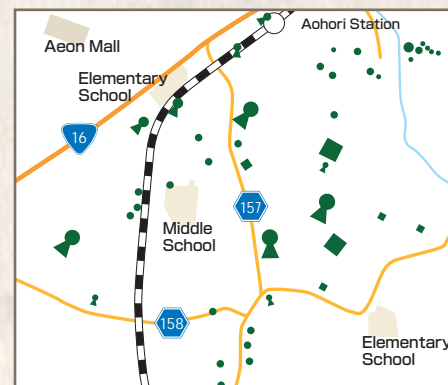 Aohori Station
Aeon Mall
Elementary
School
16
157
Middle
School
158
Elementary
School